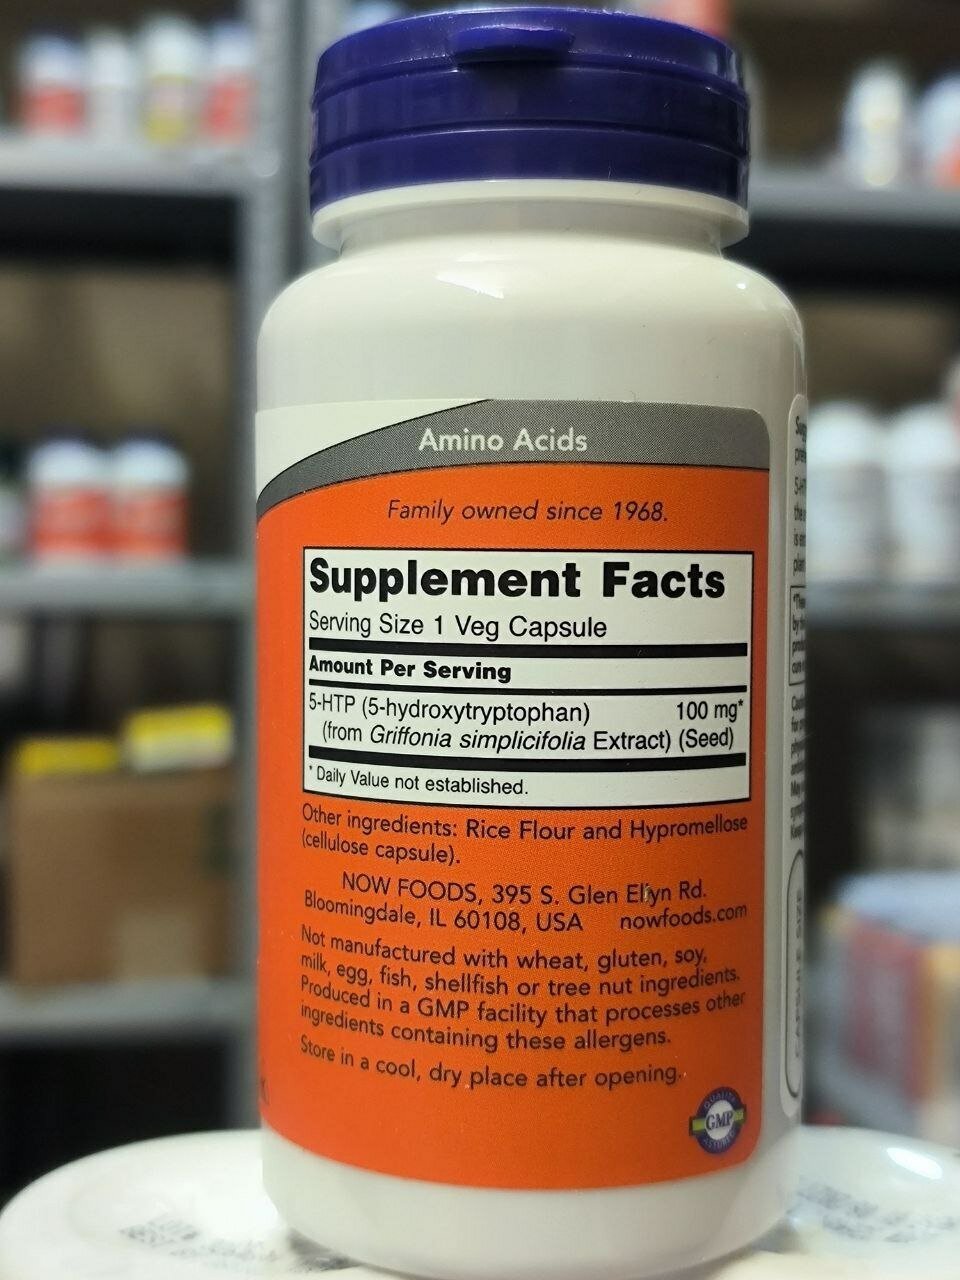 Amino Acids
Family owned since 1968.
Supplement Facts
Serving Size 1 Veg Capsule
Amount Per Serving
5-HTP (5-hydroxytryptophan) 100 mg*
(from Griffonia simplicifolia Extract) (Seed)
* Daily Value not established.
Other ingredients: Rice Flour and Hypromellose
(cellulose capsule).
NOW FOODS, 395 S. Glen Ellyn Rd.
Bloomingdale, IL 60108, USA nowfoods.com
Not manufactured with wheat, gluten, soy,
milk, egg, fish, shellfish or tree nut ingredients.
Produced in a GMP facility that processes other
ingredients containing these allergens.
Store in a cool, dry place after opening.
QUALITY
GMP
ASSURED
CAPSULE SIZE